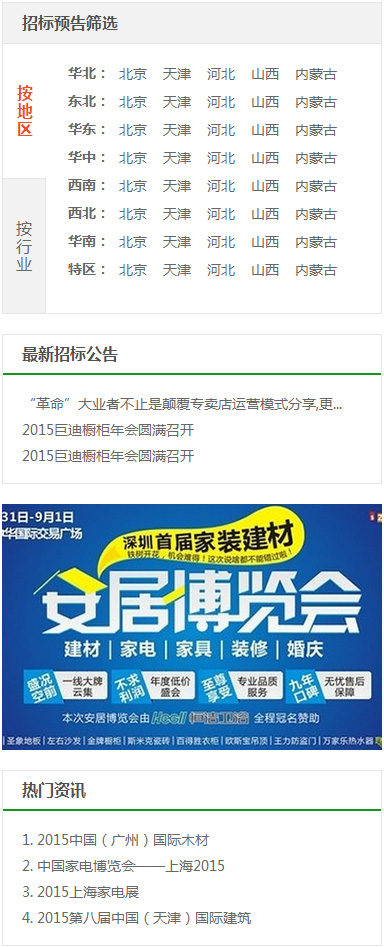 招标预告筛选
按地区
华北： 北京 天津 河北 山西 内蒙古
东北： 北京 天津 河北 山西 内蒙古
华东： 北京 天津 河北 山西 内蒙古
华中： 北京 天津 河北 山西 内蒙古
西南： 北京 天津 河北 山西 内蒙古
西北： 北京 天津 河北 山西 内蒙古
华南： 北京 天津 河北 山西 内蒙古
特区： 北京 天津 河北 山西 内蒙古
按行业
最新招标公告
“革命”大业者不止是颠覆专卖店运营模式分享,更...
2015巨迪橱柜年会圆满召开
2015巨迪橱柜年会圆满召开
31日-9月1日
华国际交易广场
深圳首届家装建材
铁树开花，机会难得！这次说啥都不能错过啦！
安居博览会
建材 | 家电 | 家具 | 装修 | 婚庆
盛况空前 一线大牌云集
不求利润 年度低价盛会
至尊享受 专业品质服务
九年口碑 无忧售后保障
本次安居博览会由 恒洁卫浴 全程冠名赞助
圣象地板 | 左右沙发 | 金牌橱柜 | 斯米克瓷砖 | 百得胜衣柜 | 欧斯宝吊顶 | 王力防盗门 | 万家乐热水器
热门资讯
1. 2015中国（广州）国际木材
2. 中国家电博览会——上海2015
3. 2015上海家电展
4. 2015第八届中国（天津）国际建筑